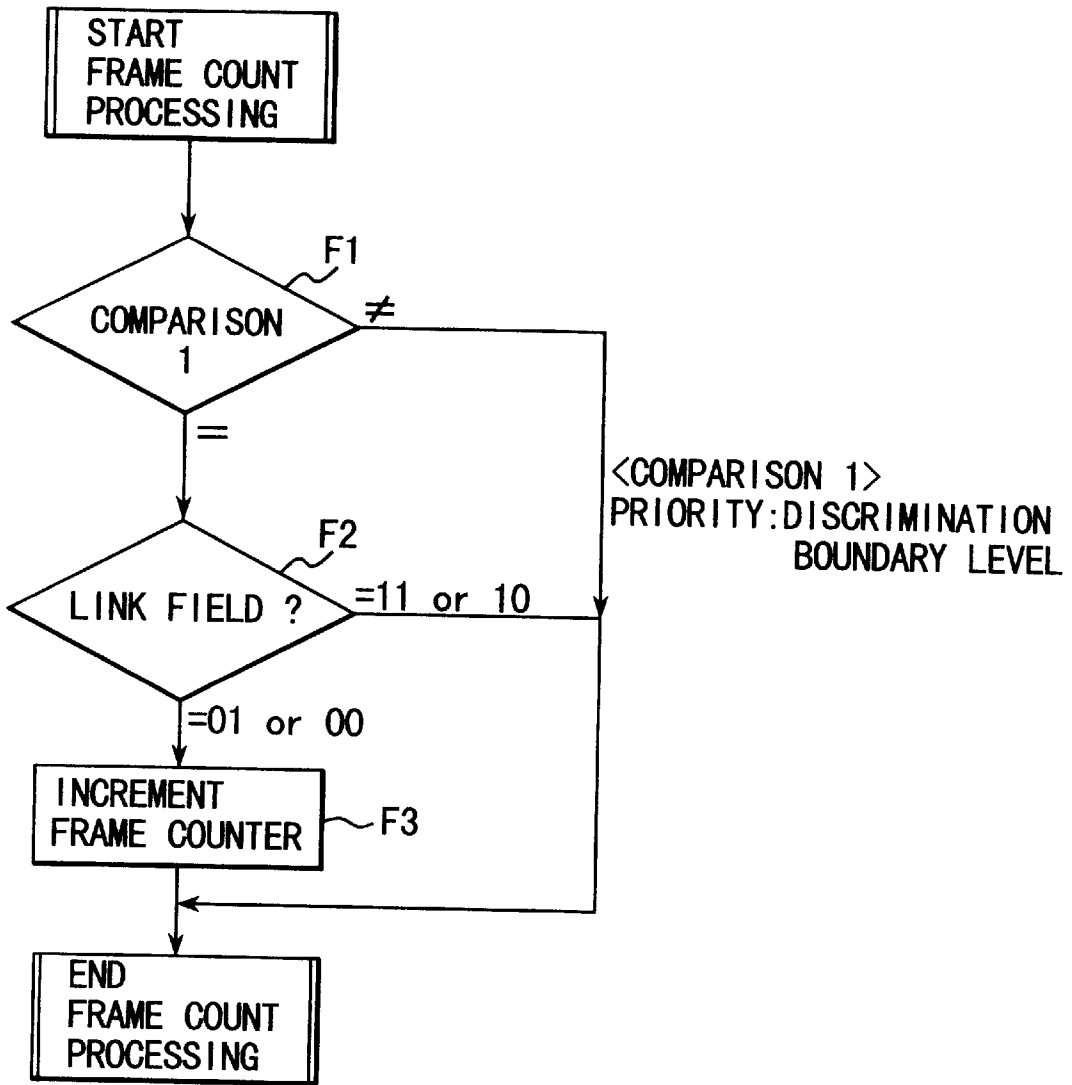 START
FRAME COUNT
PROCESSING
F1
COMPARISON
1
≠
=
<COMPARISON 1>
PRIORITY:DISCRIMINATION
BOUNDARY LEVEL
F2
LINK FIELD ?
=11 or 10
=01 or 00
INCREMENT
FRAME COUNTER
F3
END
FRAME COUNT
PROCESSING